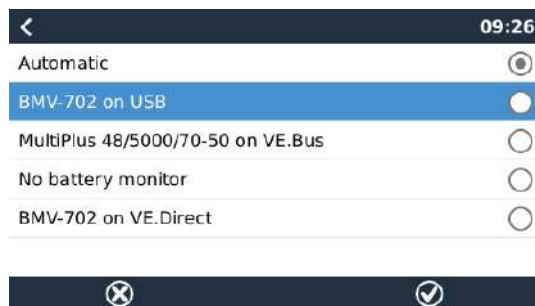 09:26
Automatic
BMV-702 on USB
MultiPlus 48/5000/70-50 on VE.Bus
No battery monitor
BMV-702 on VE.Direct